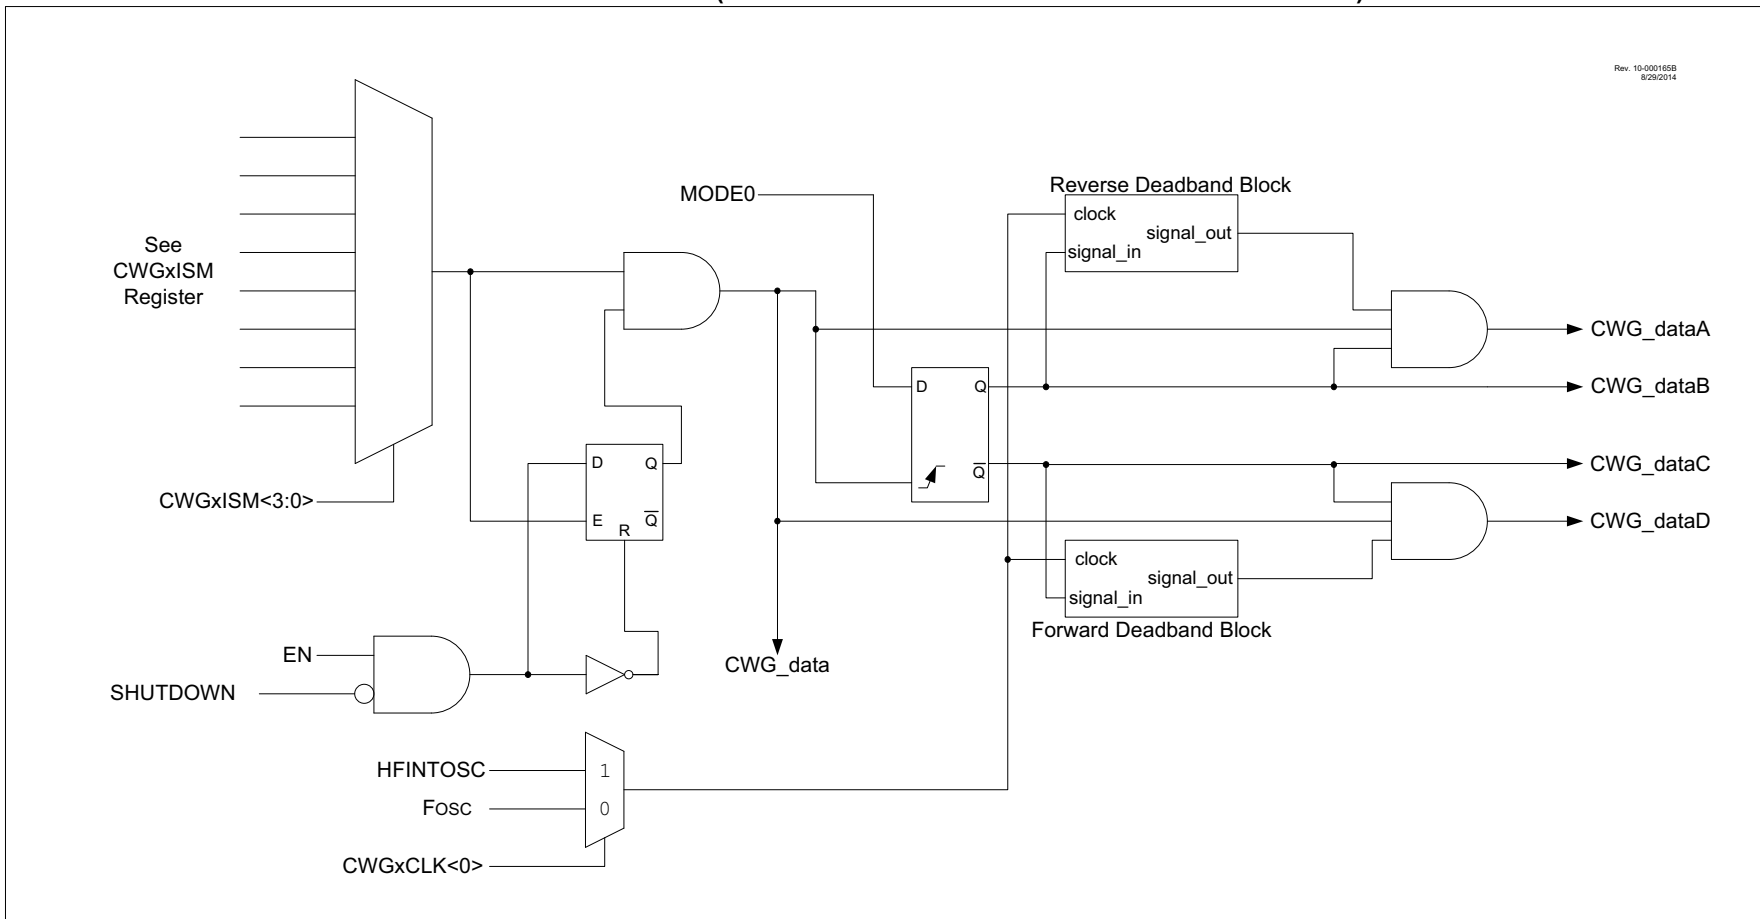 Rev. 10-000165B
8/29/2014
See
CWGxISM
Register
CWGxISM<3:0>
MODE0
Reverse Deadband Block
clock
signal_in
signal_out
D
Q
Q
D
Q
E
R
Q
CWG_dataA
CWG_dataB
CWG_dataC
CWG_dataD
clock
signal_in
signal_out
Forward Deadband Block
EN
SHUTDOWN
CWG_data
HFINTOSC
FOSC
1
0
CWGxCLK<0>